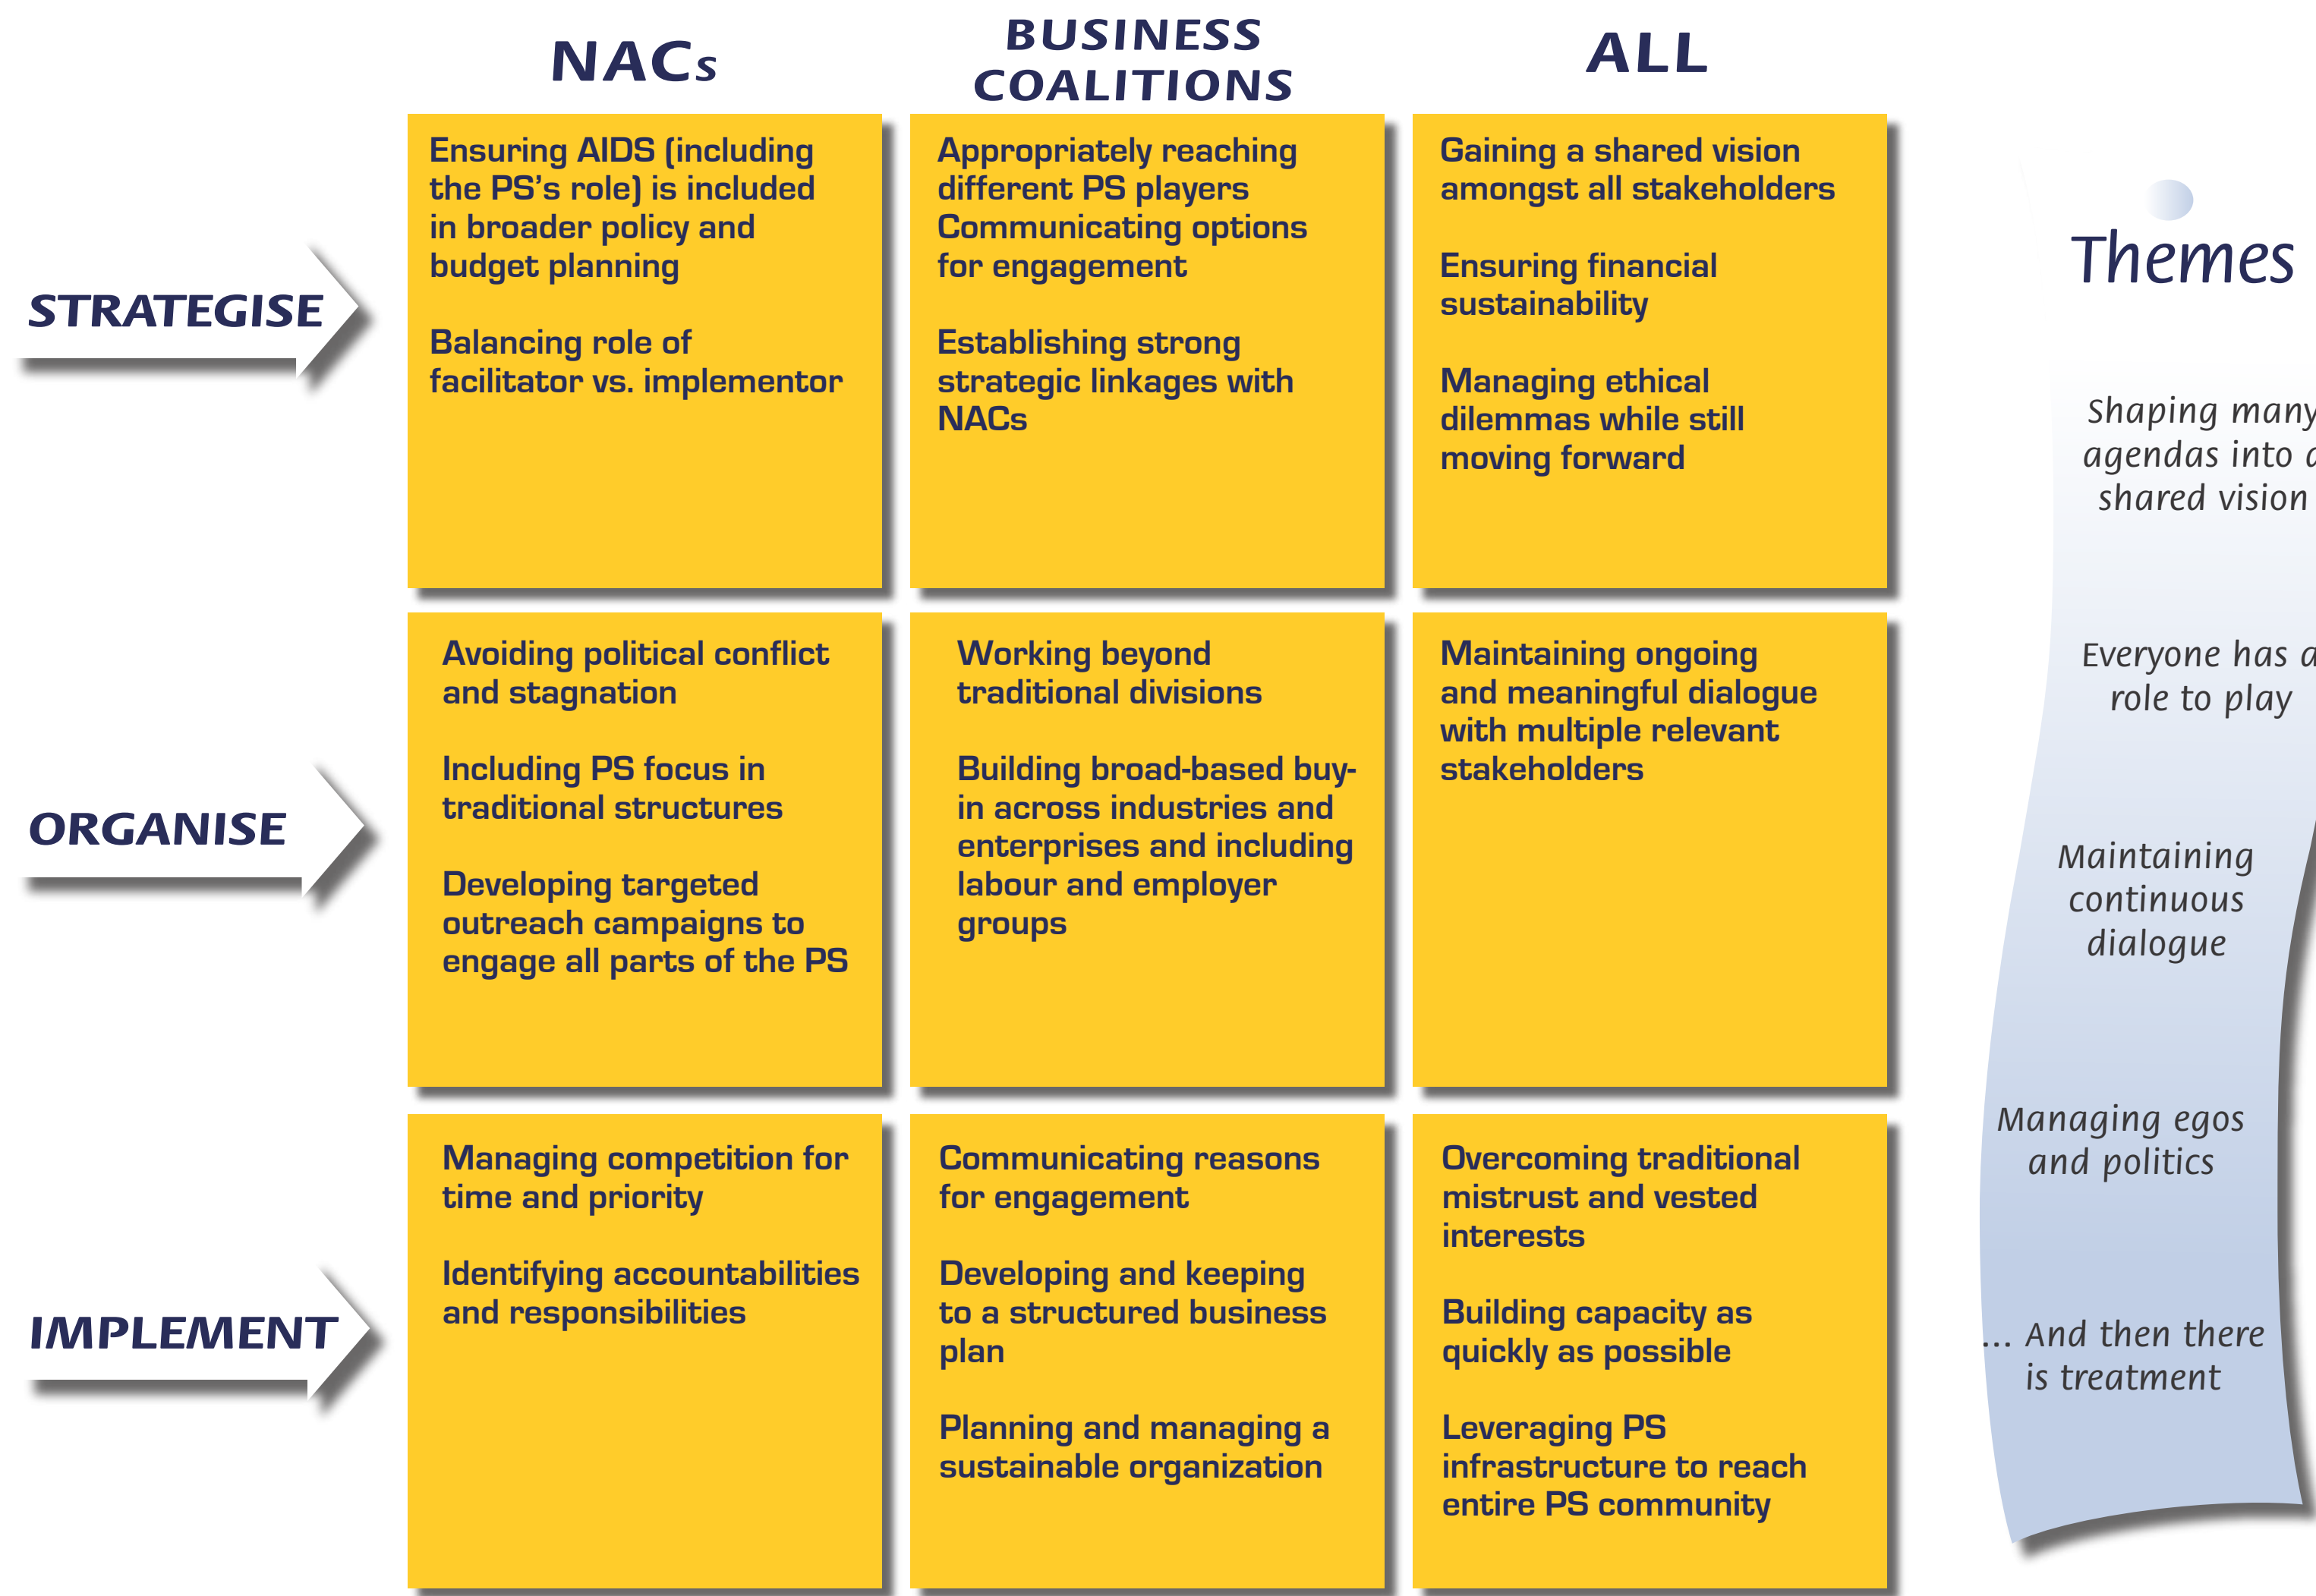 NACs
BUSINESS
COALITIONS
ALL
STRATEGISE
Ensuring AIDS (including
the PS's role) is included
in broader policy and
budget planning
Balancing role of
facilitator vs. implementor
Appropriately reaching
different PS players
Communicating options
for engagement
Establishing strong
strategic linkages with
NACs
Gaining a shared vision
amongst all stakeholders
Ensuring financial
sustainability
Managing ethical
dilemmas while still
moving forward
ORGANISE
Avoiding political conflict
and stagnation
Including PS focus in
traditional structures
Developing targeted
outreach campaigns to
engage all parts of the PS
Working beyond
traditional divisions
Building broad-based buy-
in across industries and
enterprises and including
labour and employer
groups
Maintaining ongoing
and meaningful dialogue
with multiple relevant
stakeholders
IMPLEMENT
Managing competition for
time and priority
Identifying accountabilities
and responsibilities
Communicating reasons
for engagement
Developing and keeping
to a structured business
plan
Planning and managing a
sustainable organization
Overcoming traditional
mistrust and vested
interests
Building capacity as
quickly as possible
Leveraging PS
infrastructure to reach
entire PS community
Themes
Shaping many
agendas into a
shared vision
Everyone has a
role to play
Maintaining
continuous
dialogue
Managing egos
and politics
... And then there
is treatment